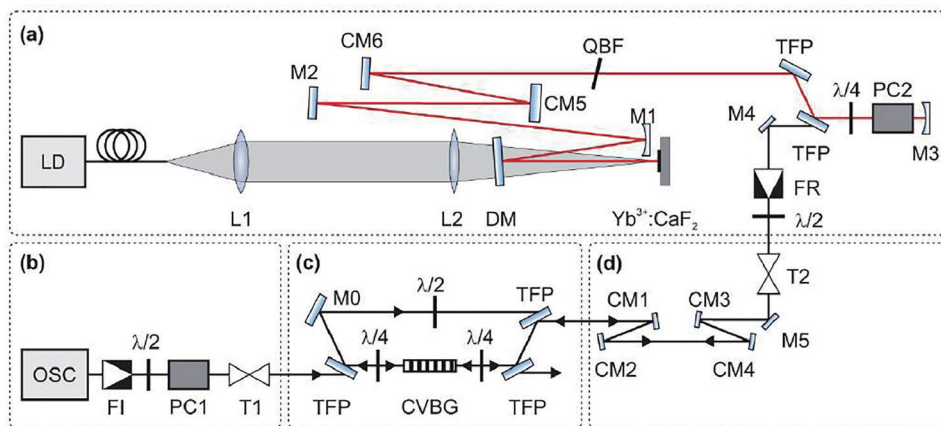 (a)
CM6
QBF
TFP
M2
CM5
λ/4
PC2
M1
M4
LD
TFP
M3
FR
L1
L2
DM
Yb³⁺:CaF₂
λ/2
(b)
(c)
(d)
T2
M0
λ/2
TFP
CM1
CM3
λ/2
λ/4
λ/4
M5
OSC
CM2
CM4
FI
PC1
T1
TFP
CVBG
TFP